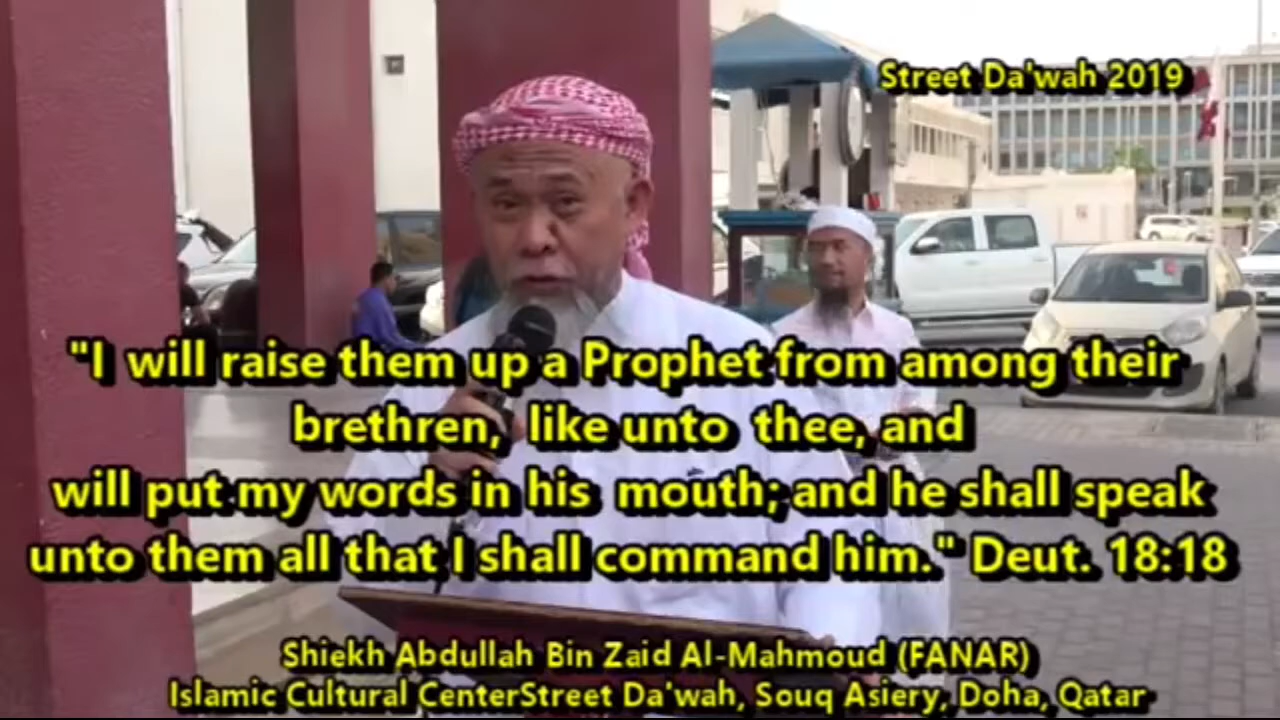 Street Da'wah 2019
"I will raise them up a Prophet from among their
brethren, like unto thee, and
will put my words in his mouth; and he shall speak
unto them all that I shall command him." Deut. 18:18
Shiekh Abdullah Bin Zaid Al-Mahmoud (FANAR)
Islamic Cultural CenterStreet Da'wah, Souq Asiery, Doha, Qatar